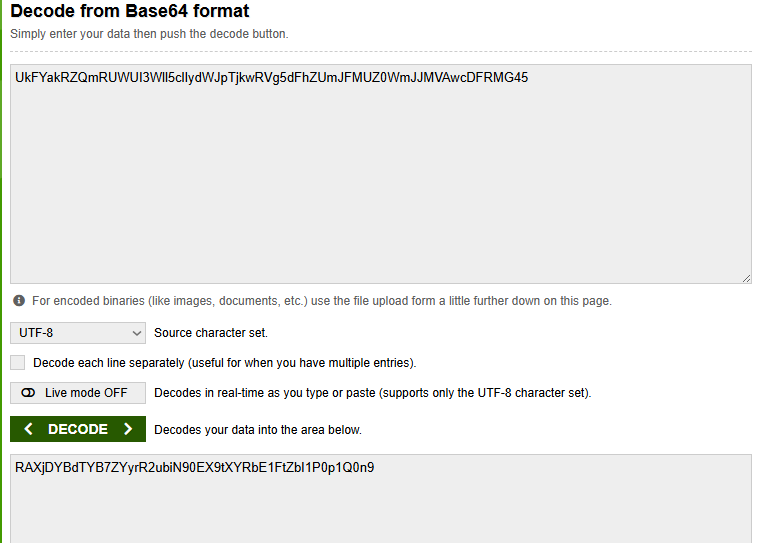 Decode from Base64 format
Simply enter your data then push the decode button.
UkFYakRZQmRUWUI3Wll5clIydWJpTjkwRVg5dFhZUmJFMUZ0WmJJMVAwcDFRMG45
For encoded binaries (like images, documents, etc.) use the file upload form a little further down on this page.
UTF-8 Source character set.
Decode each line separately (useful for when you have multiple entries).
Live mode OFF Decodes in real-time as you type or paste (supports only the UTF-8 character set).
< DECODE > Decodes your data into the area below.
RAXjDYBdTYB7ZYyrR2ubiN90EX9tXYRbE1FtZbI1P0p1Q0n9